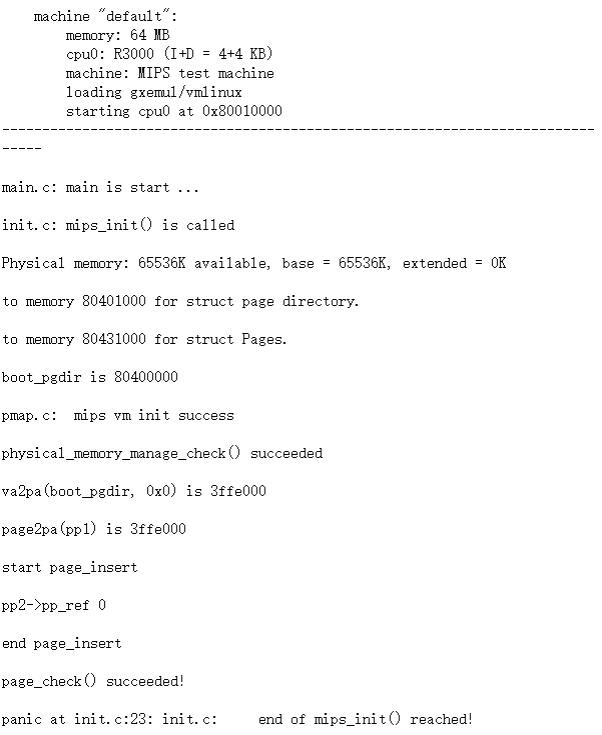 machine "default":
memory: 64 MB
cpu0: R3000 (I+D = 4+4 KB)
machine: MIPS test machine
loading gxemul/vmlinux
starting cpu0 at 0x80010000
--------------------------------------------------------------------------
-----
main.c: main is start ...
init.c: mips_init() is called
Physical memory: 65536K available, base = 65536K, extended = 0K
to memory 80401000 for struct page directory.
to memory 80431000 for struct Pages.
boot_pgdir is 80400000
pmap.c:  mips vm init success
physical_memory_manage_check() succeeded
va2pa(boot_pgdir, 0x0) is 3ffe000
page2pa(pp1) is 3ffe000
start page_insert
pp2->pp_ref 0
end page_insert
page_check() succeeded!
panic at init.c:23: init.c:     end of mips_init() reached!